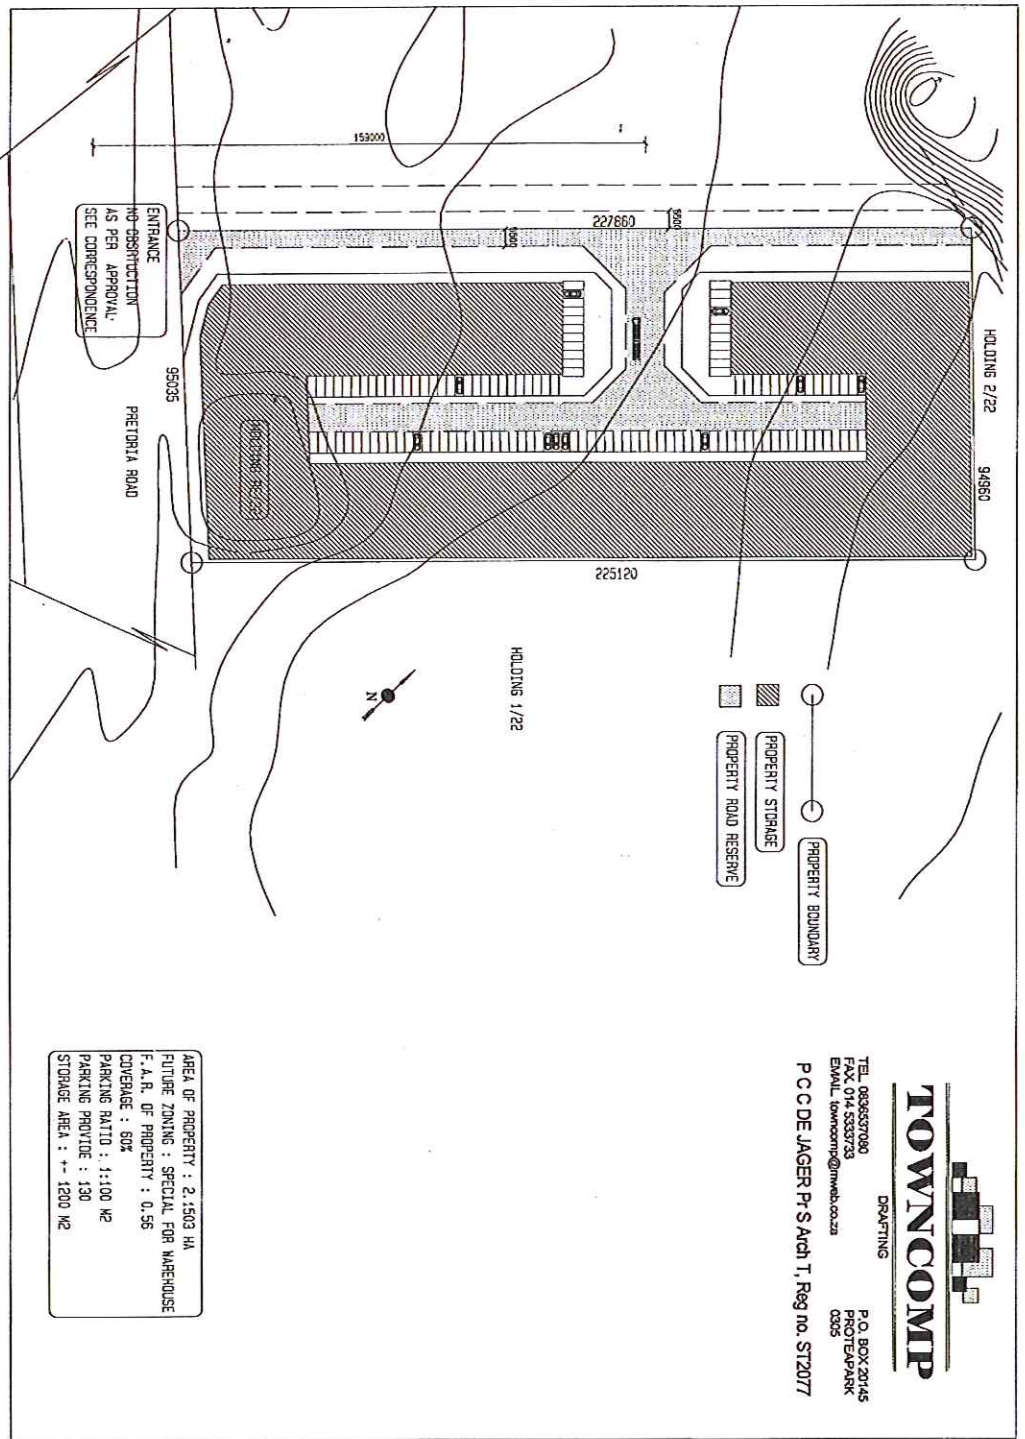 TOWNCOMP
DRAFTING
TEL 0836537080
FAX. 014 5333733
EMAIL. towncomp@mweb.co.za
P.O. BOX 20145
PROTEAPARK
0305
P C C DE JAGER Pr S Arch T, Reg no. ST2077
HOLDING 2/22
94960
PROPERTY BOUNDARY
PROPERTY STORAGE
PROPERTY ROAD RESERVE
227860
225120
159000
HOLDING 1/22
N
ENTRANCE
NO OBSRTUCTION
AS PER APPROVAL.
SEE CORRESPONDENCE
95035
PRETORIA ROAD
AREA OF PROPERTY : 2.1503 HA
FUTURE ZONING : SPECIAL FOR WAREHOUSE
F.A.R. OF PROPERTY : 0.56
COVERAGE : 60%
PARKING RATIO : 1:100 M2
PARKING PROVIDE : 130
STORAGE AREA : +- 1200 M2